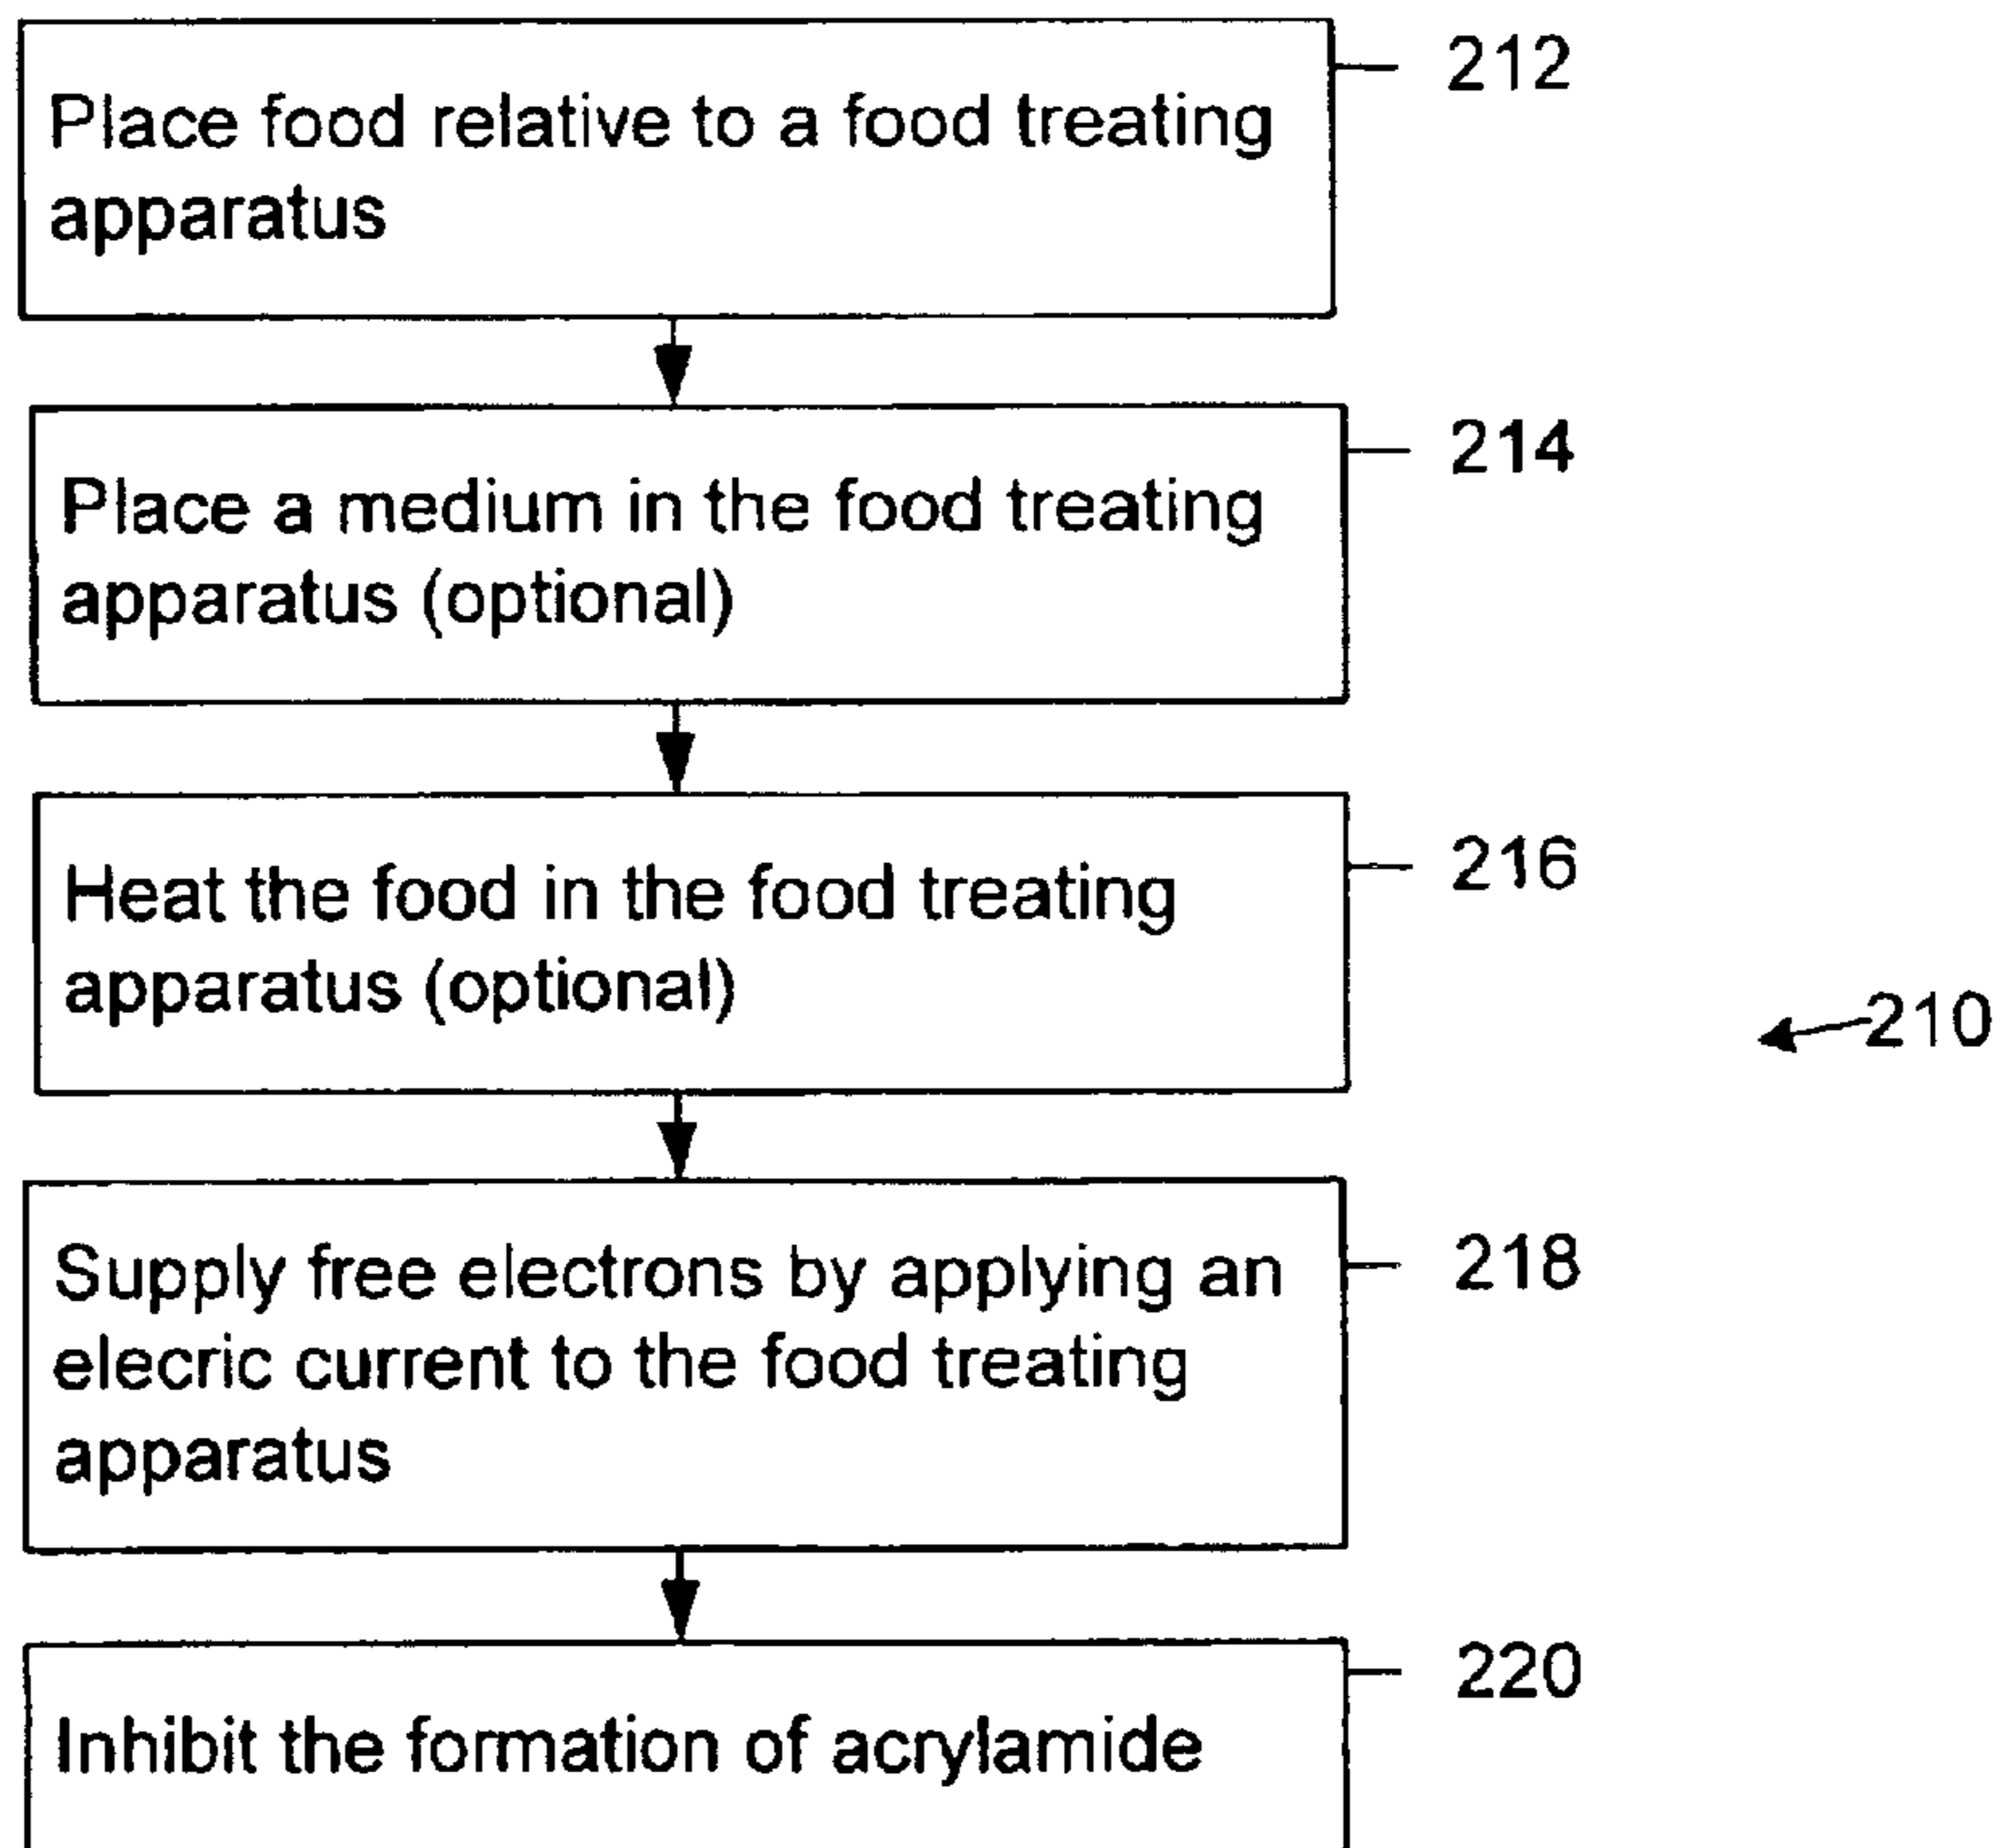 212
Place food relative to a food treating
apparatus
214
Place a medium in the food treating
apparatus (optional)
216
Heat the food in the food treating
apparatus (optional)
210
218
Supply free electrons by applying an
elecric current to the food treating
apparatus
220
Inhibit the formation of acrylamide